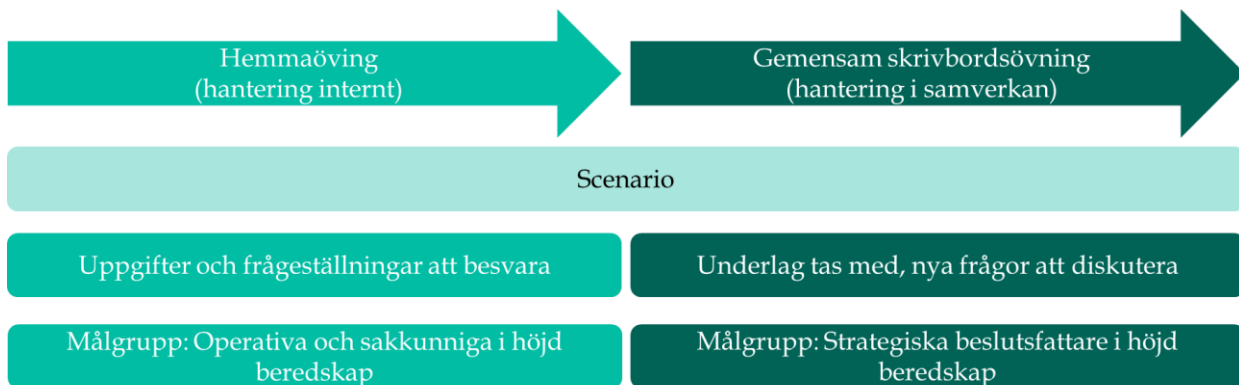 Hemmaöving
(hantering internt)
Gemensam skrivbordsövning
(hantering i samverkan)
Scenario
Uppgifter och frågeställningar att besvara
Underlag tas med, nya frågor att diskutera
Målgrupp: Operativa och sakkunniga i höjd
beredskap
Målgrupp: Strategiska beslutsfattare i höjd
beredskap